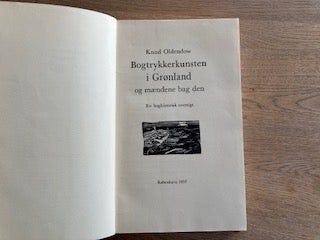 Knud Oldendow
Bogtrykkerkunsten
i Grønland
og mændene bag den
En boghistorisk oversigt
København 1957